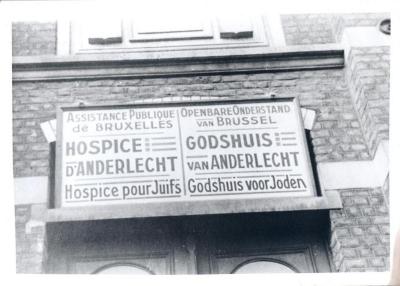 Assistance Publique
de Bruxelles
HOSPICE
D'ANDERLECHT
Hospice pour Juifs
Openbare Onderstand
van Brussel
GODSHUIS
van ANDERLECHT
Godshuis voor Joden